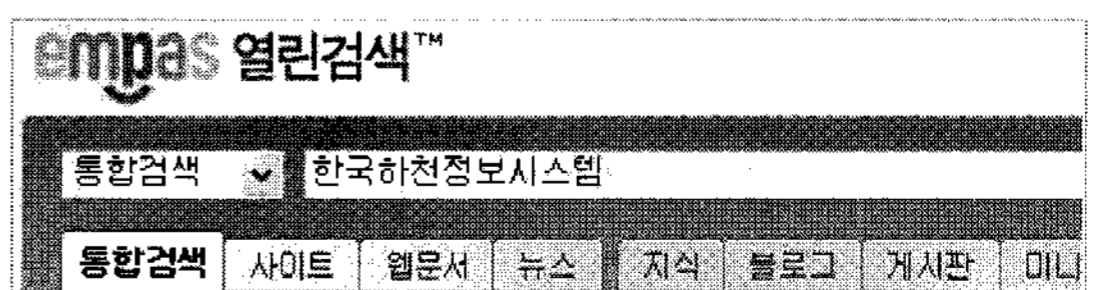 empas 열린검색™
통합검색 한국하천정보시스템
통합검색 사이트 웹문서 뉴스 지식 블로그 게시판 미니